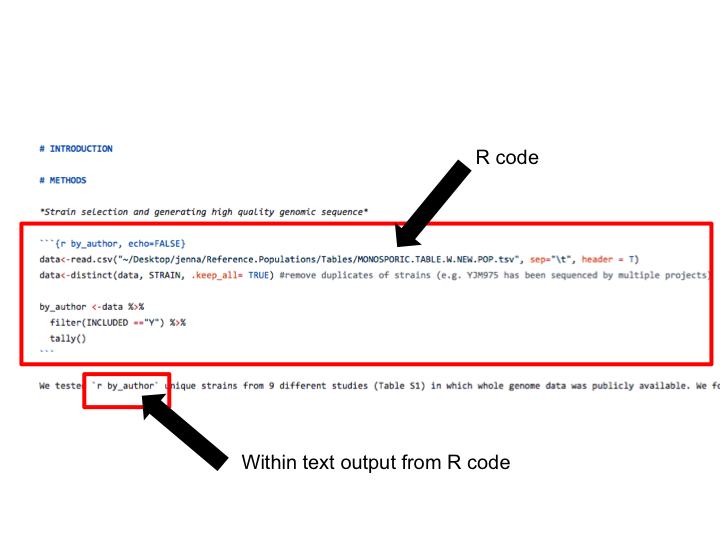 R code
# INTRODUCTION
# METHODS
*Strain selection and generating high quality genomic sequence*
```{r by_author, echo=FALSE}
data<-read.csv("~/Desktop/jenna/Reference.Populations/Tables/MONOSPORIC.TABLE.W.NEW.POP.tsv", sep="\t", header = T)
data<-distinct(data, STRAIN, .keep_all= TRUE) #remove duplicates of strains (e.g. YJM975 has been sequenced by multiple projects)
by_author <-data %>%
  filter(INCLUDED =="Y") %>%
  tally()
```
We tested `r by_author` unique strains from 9 different studies (Table S1) in which whole genome data was publicly available. We fo
Within text output from R code